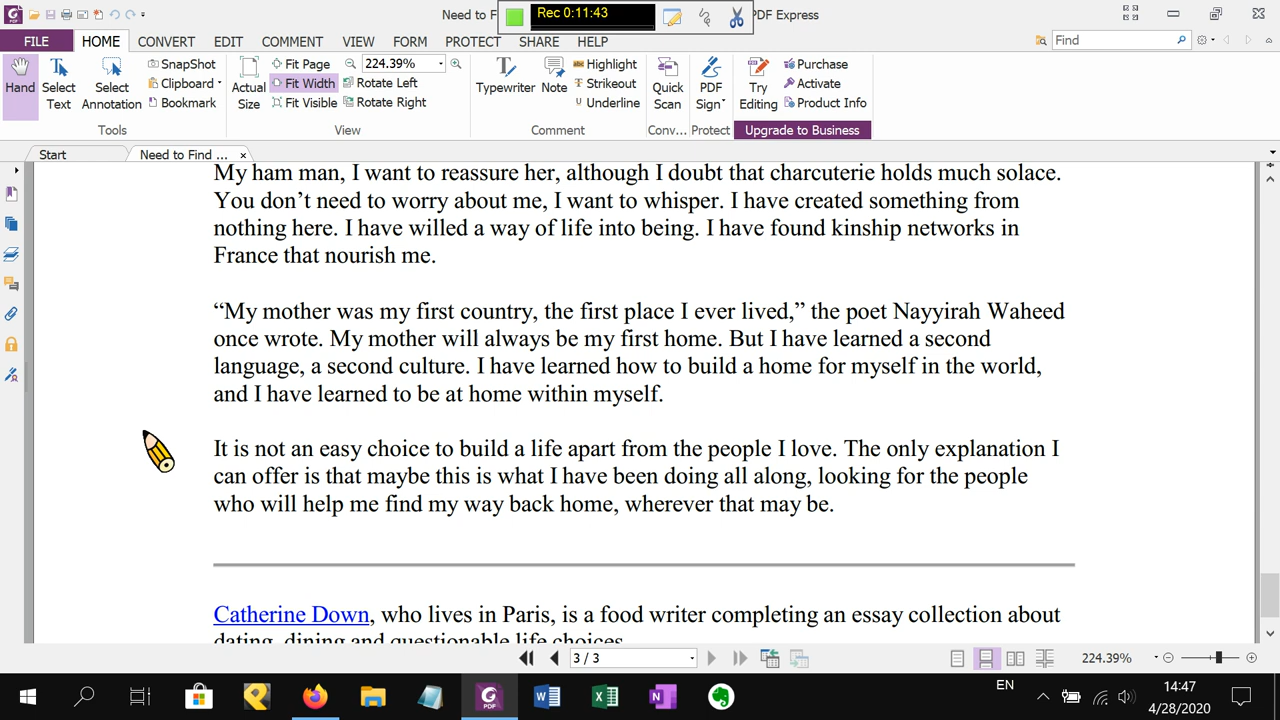 Need to F
Rec 0:11:43
PDF Express
FILE
HOME
CONVERT
EDIT
COMMENT
VIEW
FORM
PROTECT
SHARE
HELP
Find
Hand
Select Text
Select Annotation
SnapShot
Clipboard
Bookmark
Tools
Actual Size
Fit Page
Fit Width
Fit Visible
224.39%
Rotate Left
Rotate Right
View
Typewriter
Note
Highlight
Strikeout
Underline
Comment
Quick Scan
Conv...
PDF Sign
Protect
Try Editing
Purchase
Activate
Product Info
Upgrade to Business
Start
Need to Find ...
My ham man, I want to reassure her, although I doubt that charcuterie holds much solace.
You don’t need to worry about me, I want to whisper. I have created something from
nothing here. I have willed a way of life into being. I have found kinship networks in
France that nourish me.
“My mother was my first country, the first place I ever lived,” the poet Nayyirah Waheed
once wrote. My mother will always be my first home. But I have learned a second
language, a second culture. I have learned how to build a home for myself in the world,
and I have learned to be at home within myself.
It is not an easy choice to build a life apart from the people I love. The only explanation I
can offer is that maybe this is what I have been doing all along, looking for the people
who will help me find my way back home, wherever that may be.
Catherine Down, who lives in Paris, is a food writer completing an essay collection about
dating, dining and questionable life choices.
3 / 3
224.39%
EN
14:47
4/28/2020